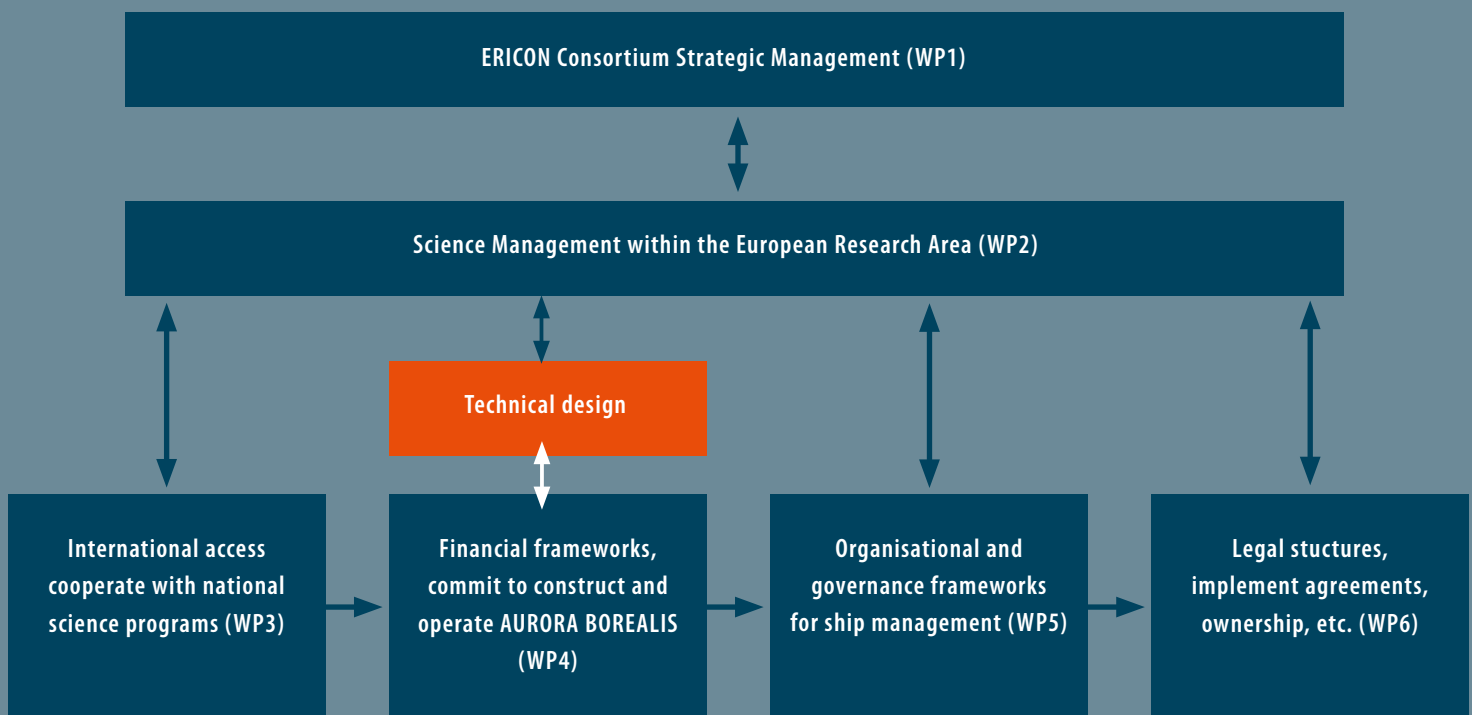 ERICON Consortium Strategic Management (WP1)
Science Management within the European Research Area (WP2)
Technical design
International access
cooperate with national
science programs (WP3)
Financial frameworks,
commit to construct and
operate AURORA BOREALIS
(WP4)
Organisational and
governance frameworks
for ship management (WP5)
Legal stuctures,
implement agreements,
ownership, etc. (WP6)